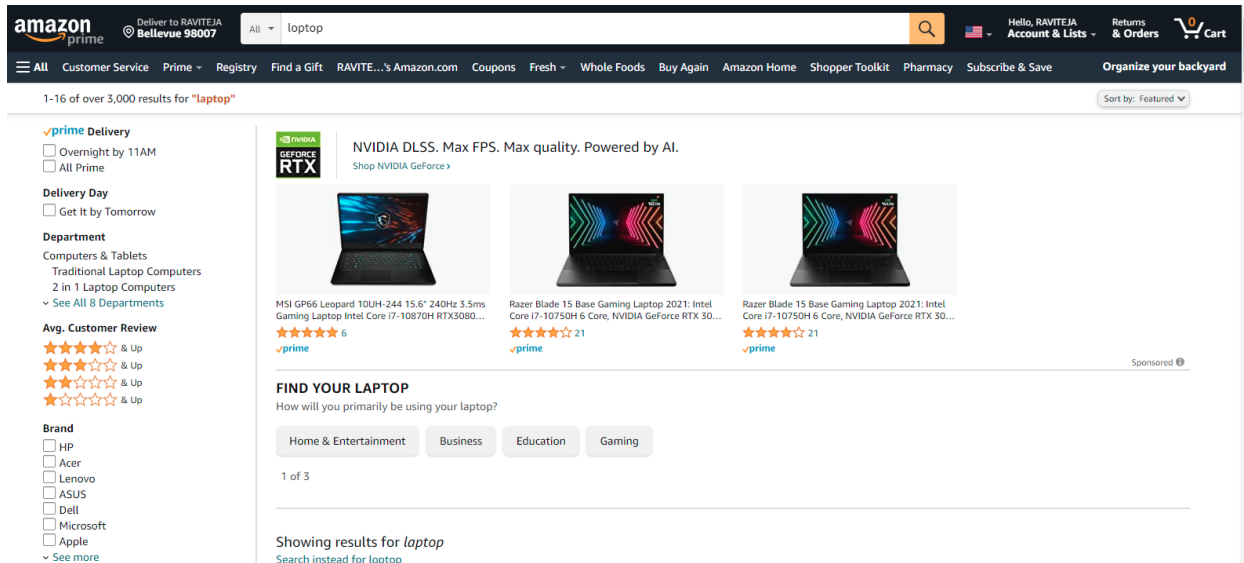 amazon prime
Deliver to RAVITEJA
Bellevue 98007
All
loptop
Hello, RAVITEJA
Account & Lists
Returns
& Orders
0
Cart
All Customer Service Prime Registry Find a Gift RAVITE...'s Amazon.com Coupons Fresh Whole Foods Buy Again Amazon Home Shopper Toolkit Pharmacy Subscribe & Save Organize your backyard
1-16 of over 3,000 results for "laptop"
Sort by: Featured
prime Delivery
Overnight by 11AM
All Prime
Delivery Day
Get It by Tomorrow
Department
Computers & Tablets
Traditional Laptop Computers
2 in 1 Laptop Computers
See All 8 Departments
Avg. Customer Review
& Up
& Up
& Up
& Up
Brand
HP
Acer
Lenovo
ASUS
Dell
Microsoft
Apple
See more
NVIDIA
GEFORCE
RTX
NVIDIA DLSS. Max FPS. Max quality. Powered by AI.
Shop NVIDIA GeForce ›
MSI GP66 Leopard 10UH-244 15.6" 240Hz 3.5ms
Gaming Laptop Intel Core i7-10870H RTX3080...
6
prime
Razer Blade 15 Base Gaming Laptop 2021: Intel
Core i7-10750H 6 Core, NVIDIA GeForce RTX 30...
21
prime
Razer Blade 15 Base Gaming Laptop 2021: Intel
Core i7-10750H 6 Core, NVIDIA GeForce RTX 30...
21
prime
Sponsored
FIND YOUR LAPTOP
How will you primarily be using your laptop?
Home & Entertainment Business Education Gaming
1 of 3
Showing results for laptop
Search instead for loptop